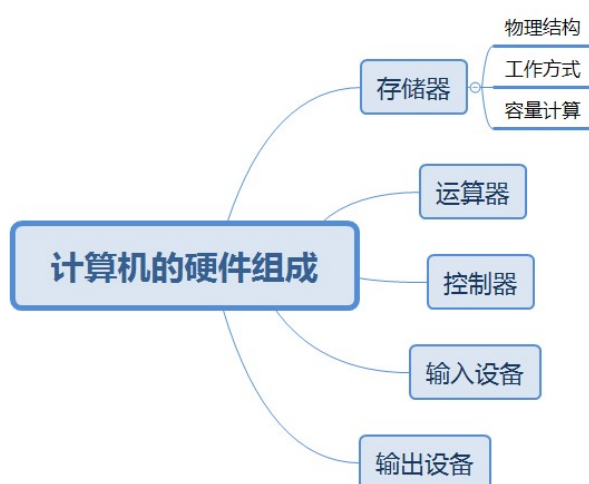 物理结构
存储器
工作方式
容量计算
运算器
计算机的硬件组成
控制器
输入设备
输出设备